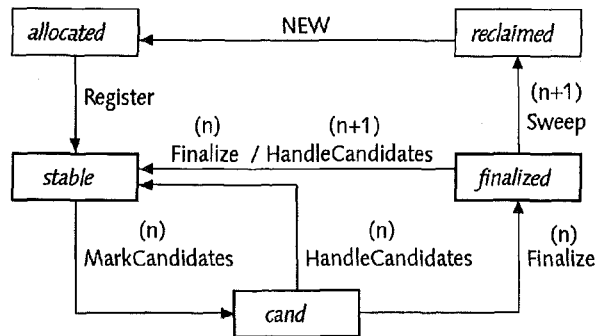 allocated
NEW
reclaimed
Register
(n+1)
Sweep
(n)
(n+1)
Finalize / HandleCandidates
stable
finalized
(n)
MarkCandidates
(n)
HandleCandidates
(n)
Finalize
cand